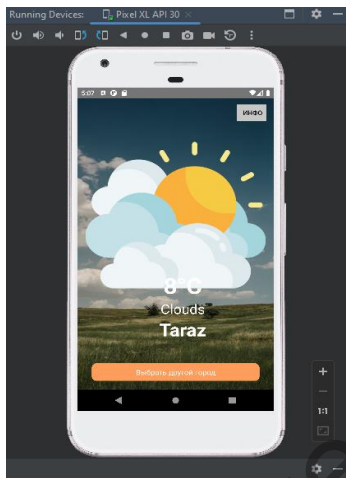 Running Devices: Pixel XL API 30
5:07
ИНФО
8°C
Clouds
Taraz
Выбрать другой город
1:1